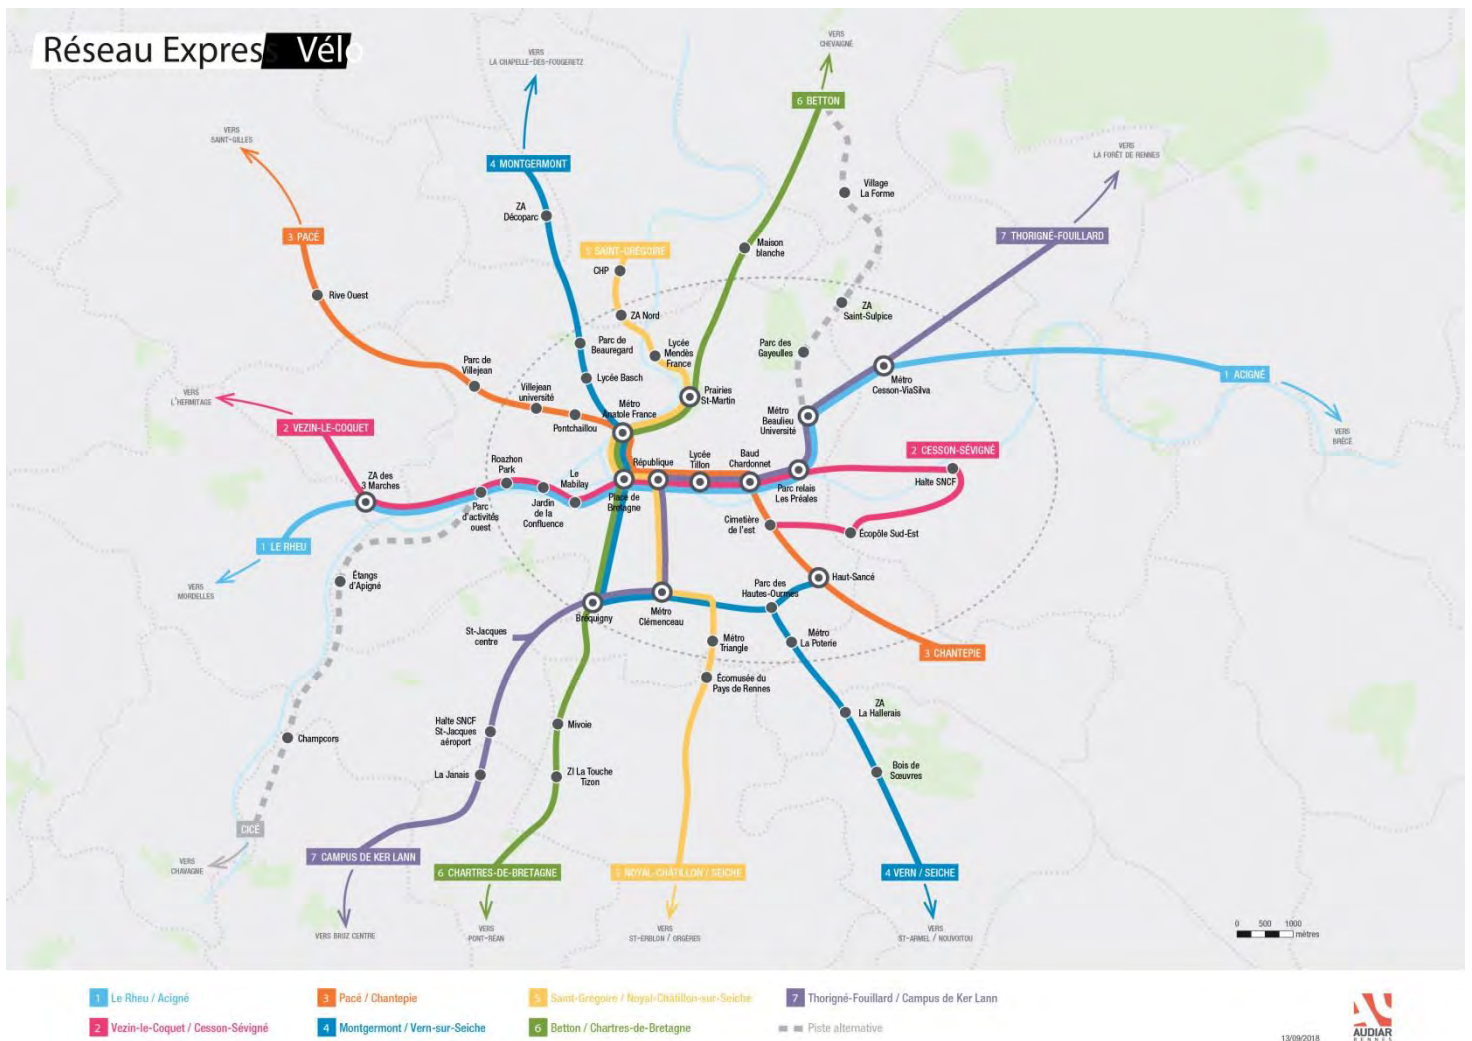 Réseau Express Vélo
VERS
LA CHAPELLE-DES-FOUGERETZ
VERS
CHEVAIGNÉ
VERS
SAINT-GILLES
VERS
LA FORÊT DE RENNES
6 BETTON
4 MONTGERMONT
Village
La Forme
ZA
Décoparc
3 PACÉ
7 THORIGNÉ-FOUILLARD
5 SAINT-GRÉGOIRE
Maison
blanche
CHP
Rive Ouest
ZA Nord
ZA
Saint-Sulpice
Parc de
Beauregard
Lycée
Mendès
France
Parc des
Gayeulles
Parc de
Villejean
Métro
Cesson-ViaSilva
1 ACIGNÉ
Lycée Basch
Villejean
université
Prairies
St-Martin
VERS
L'HERMITAGE
Métro
Anatole France
Pontchaillou
Métro
Beaulieu
Université
VERS
BRÉCÉ
2 VEZIN-LE-COQUET
2 CESSON-SÉVIGNÉ
Halte SNCF
ZA des
3 Marches
Roazhon
Park
Le
Mabilay
République
Lycée
Tillon
Baud
Chardonnet
Parc relais
Les Préales
Parc
d'activités
ouest
Jardin
de la
Confluence
Place de
Bretagne
Cimetière
de l'est
Écopôle Sud-Est
1 LE RHEU
VERS
MORDELLES
Étangs
d'Apigné
Parc des
Hautes-Ourmes
Haut-Sancé
Bréquigny
Métro
Clémenceau
St-Jacques
centre
Métro
Triangle
Métro
La Poterie
3 CHANTEPIE
Écomusée du
Pays de Rennes
ZA
La Hallerais
Halte SNCF
St-Jacques
aéroport
Mivoie
Champcors
La Janais
ZI La Touche
Tizon
Bois de
Sœuvres
CICÉ
VERS
CHAVAGNE
7 CAMPUS DE KER LANN
6 CHARTRES-DE-BRETAGNE
5 NOYAL-CHÂTILLON / SEICHE
4 VERN / SEICHE
VERS BRUZ CENTRE
VERS
PONT-RÉAN
VERS
ST-ERBLON / ORGÈRES
VERS
ST-ARMEL / NOUVOITOU
0 500 1000
mètres
1 Le Rheu / Acigné
3 Pacé / Chantepie
5 Saint-Grégoire / Noyal-Châtillon-sur-Seiche
7 Thorigné-Fouillard / Campus de Ker Lann
2 Vezin-le-Coquet / Cesson-Sévigné
4 Montgermont / Vern-sur-Seiche
6 Betton / Chartres-de-Bretagne
Piste alternative
13/09/2018
AUDIAR
RENNES